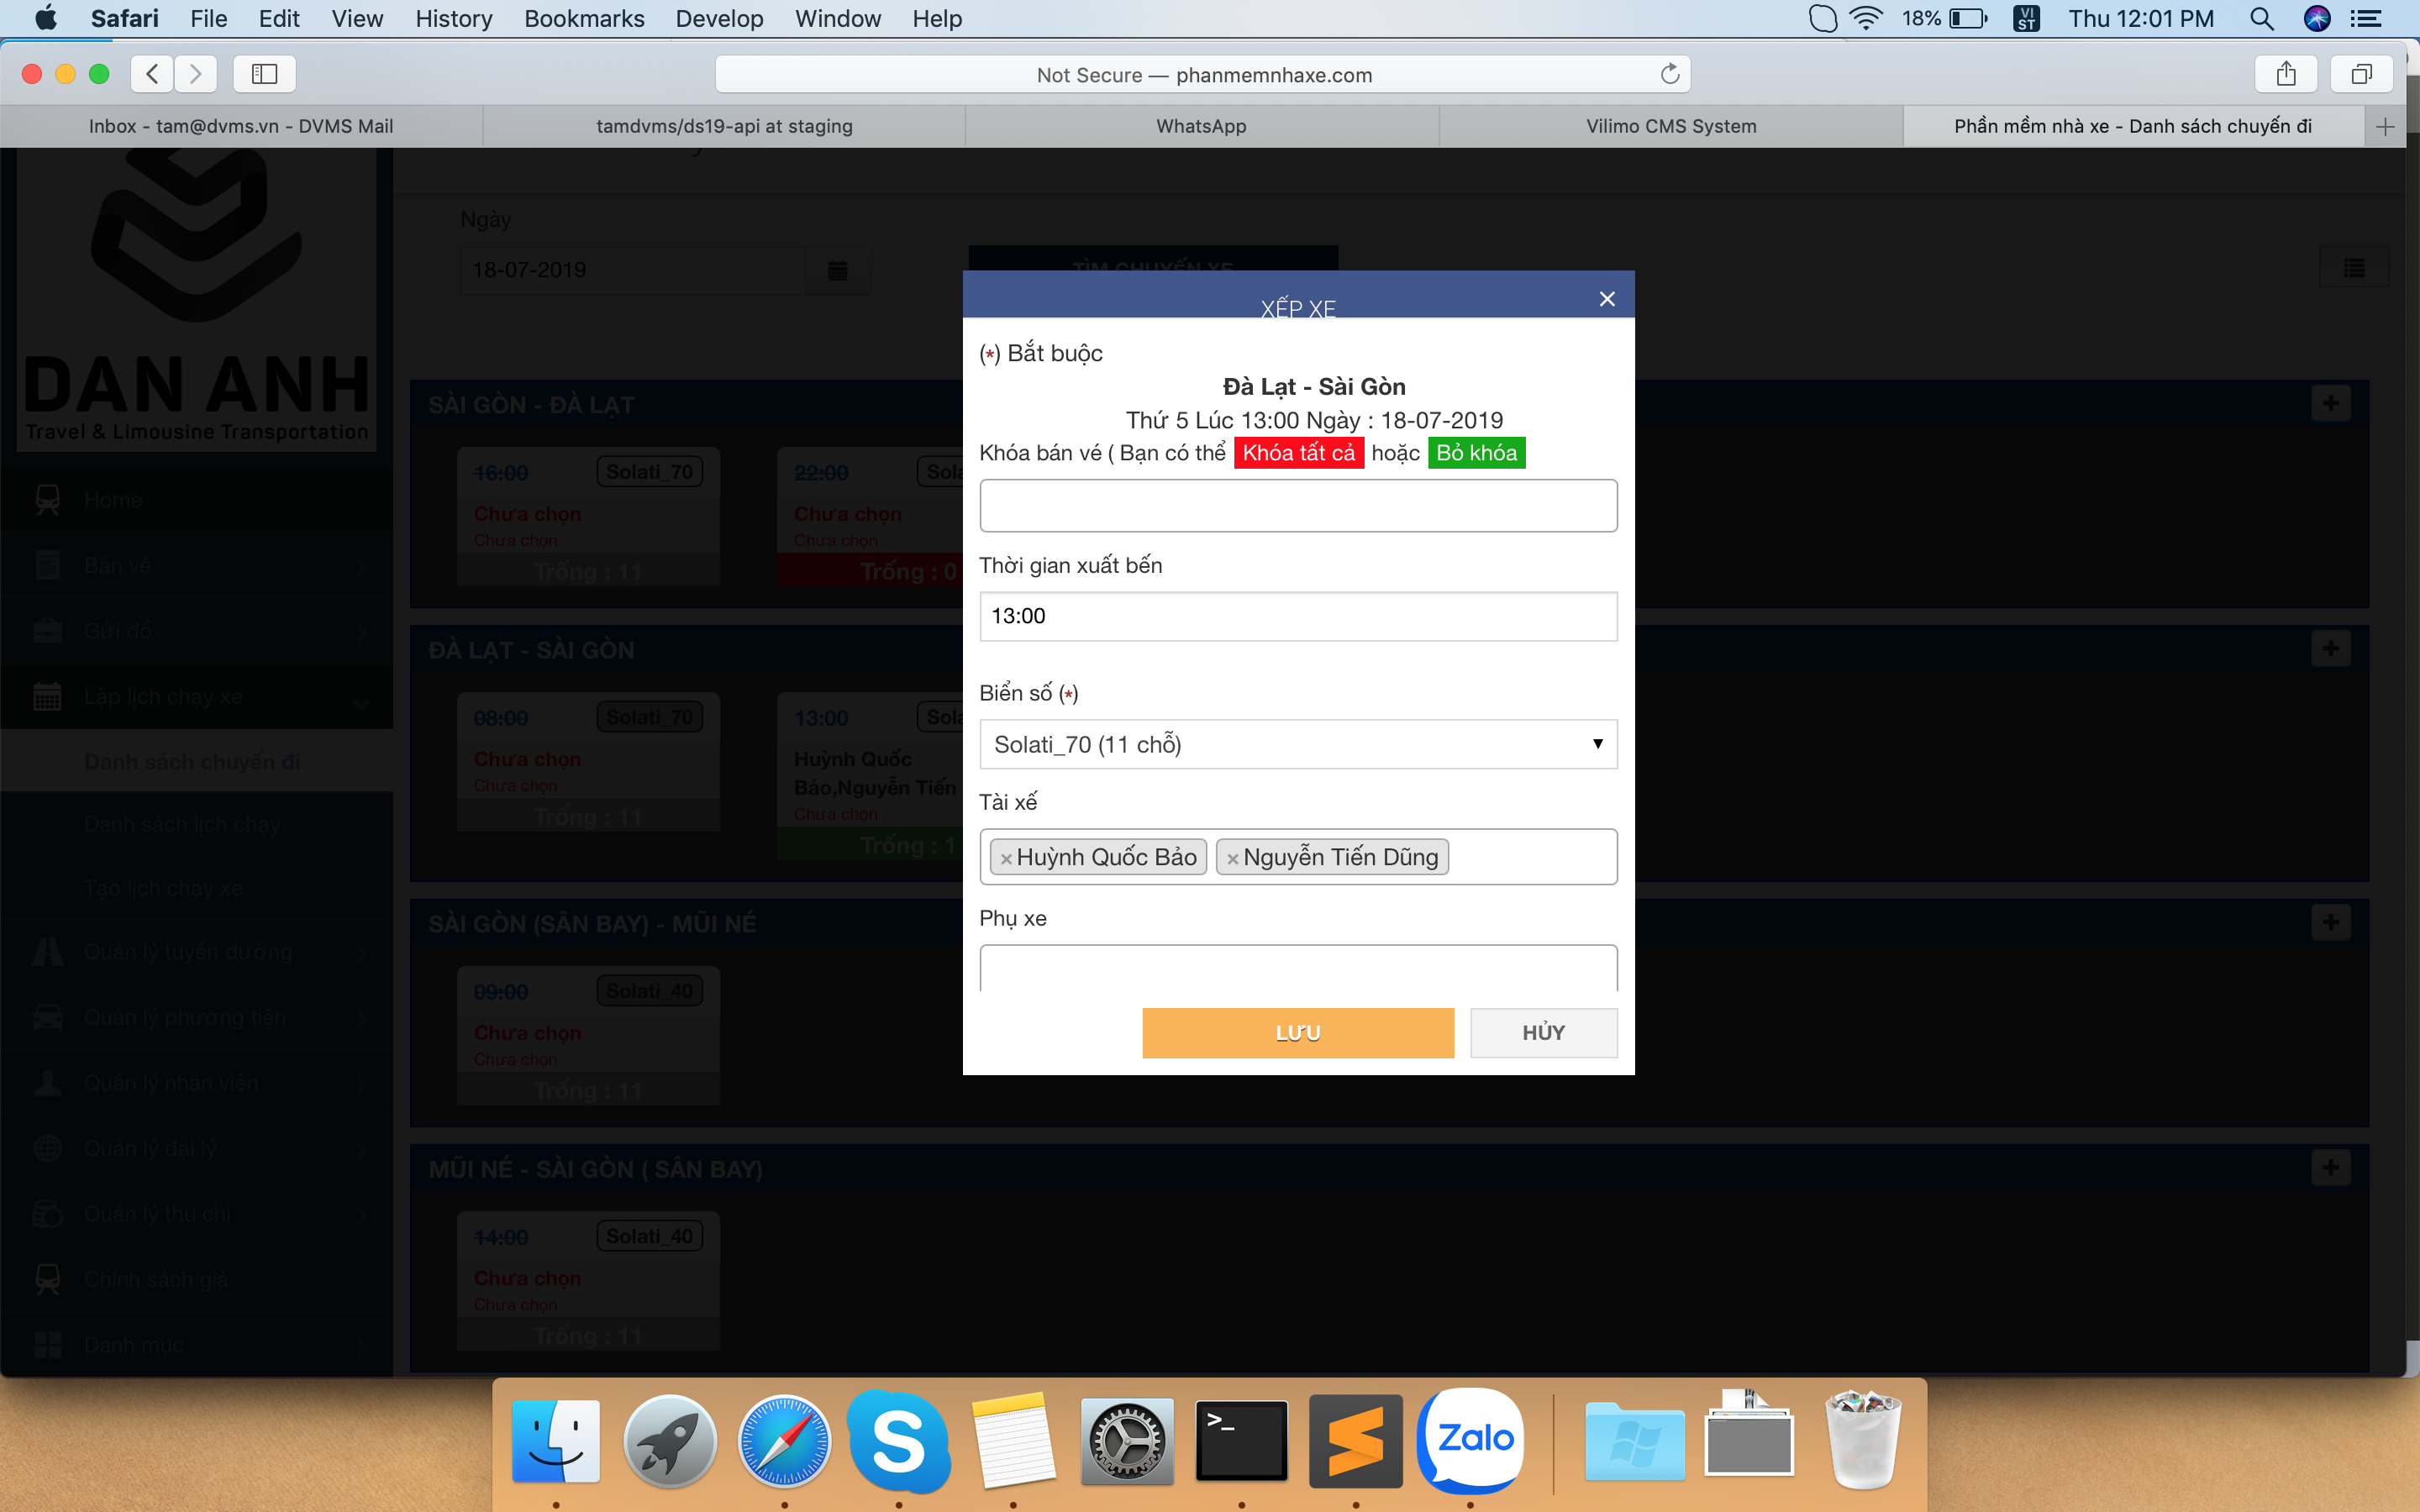 Safari File Edit View History Bookmarks Develop Window Help 18% VI ST Thu 12:01 PM
Not Secure — phanmemnhaxe.com
Inbox - tam@dvms.vn - DVMS Mail
tamdvms/ds19-api at staging
WhatsApp
Vilimo CMS System
Phần mềm nhà xe - Danh sách chuyến đi
DAN ANH
Travel & Limousine Transportation
Home
Bán vé
Gửi đồ
Lập lịch chạy xe
Danh sách chuyến đi
Danh sách lịch chạy
Tạo lịch chạy xe
Quản lý tuyến đường
Quản lý phương tiện
Quản lý nhân viên
Quản lý đại lý
Quản lý thu chi
Chính sách giá
Danh mục
Ngày
18-07-2019
TÌM CHUYẾN XE
SÀI GÒN - ĐÀ LẠT
16:00 Solati_70
Chưa chọn
Chưa chọn
Trống : 11
22:00
Chưa chọn
Chưa chọn
Trống : 0
ĐÀ LẠT - SÀI GÒN
08:00 Solati_70
Chưa chọn
Chưa chọn
Trống : 11
13:00
Huỳnh Quốc
Bảo,Nguyễn Tiến
Chưa chọn
Trống : 1
SÀI GÒN (SÂN BAY) - MŨI NÉ
09:00 Solati_40
Chưa chọn
Chưa chọn
Trống : 11
MŨI NÉ - SÀI GÒN ( SÂN BAY)
14:00 Solati_40
Chưa chọn
Chưa chọn
Trống : 11
XẾP XE
(*) Bắt buộc
Đà Lạt - Sài Gòn
Thứ 5 Lúc 13:00 Ngày : 18-07-2019
Khóa bán vé ( Bạn có thể Khóa tất cả hoặc Bỏ khóa
Thời gian xuất bến
13:00
Biển số (*)
Solati_70 (11 chỗ)
Tài xế
×Huỳnh Quốc Bảo ×Nguyễn Tiến Dũng
Phụ xe
LƯU HỦY
Zalo